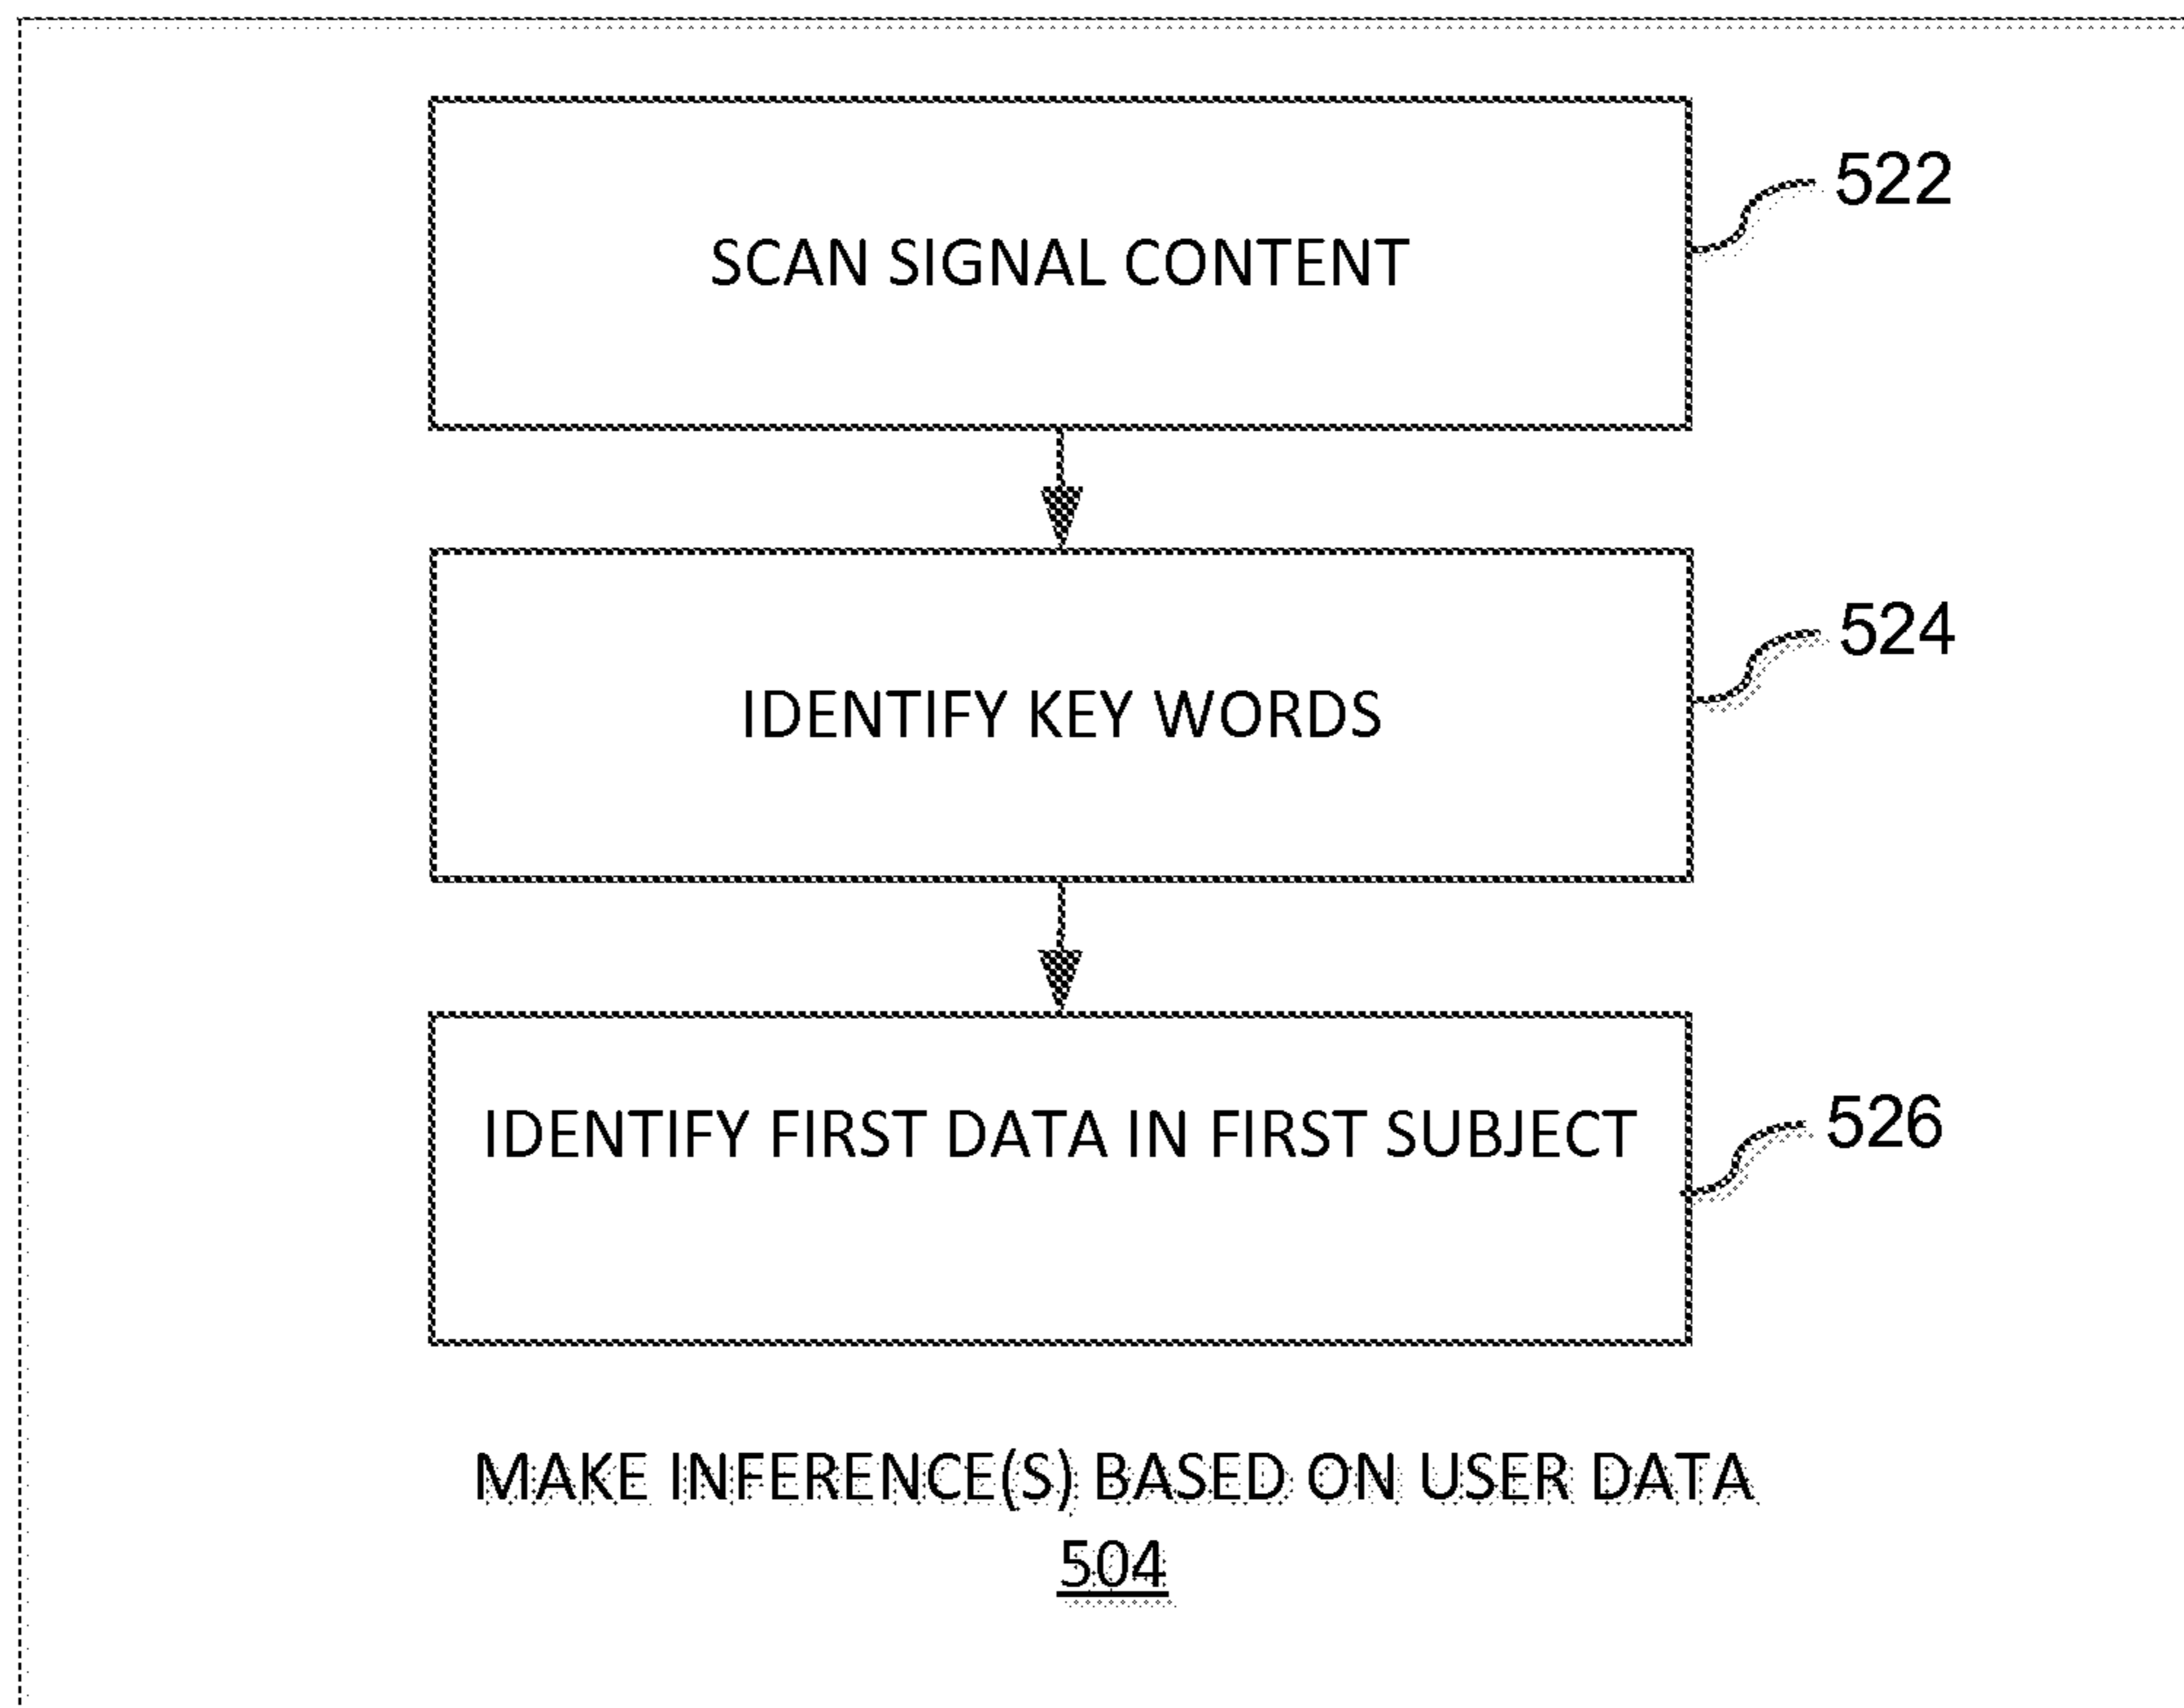 SCAN SIGNAL CONTENT
522
IDENTIFY KEY WORDS
524
IDENTIFY FIRST DATA IN FIRST SUBJECT
526
MAKE INFERENCE(S) BASED ON USER DATA
504